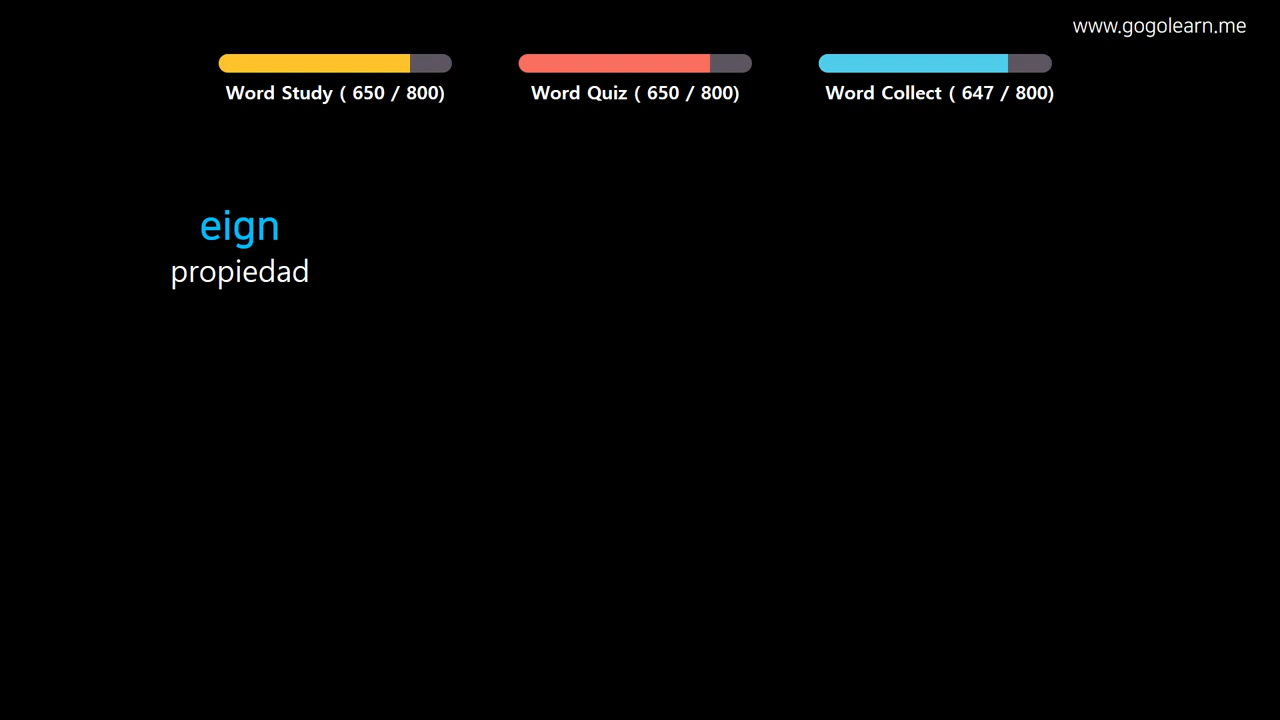 www.gogolearn.me
Word Study ( 650 / 800)
Word Quiz ( 650 / 800)
Word Collect ( 647 / 800)
eign
propiedad